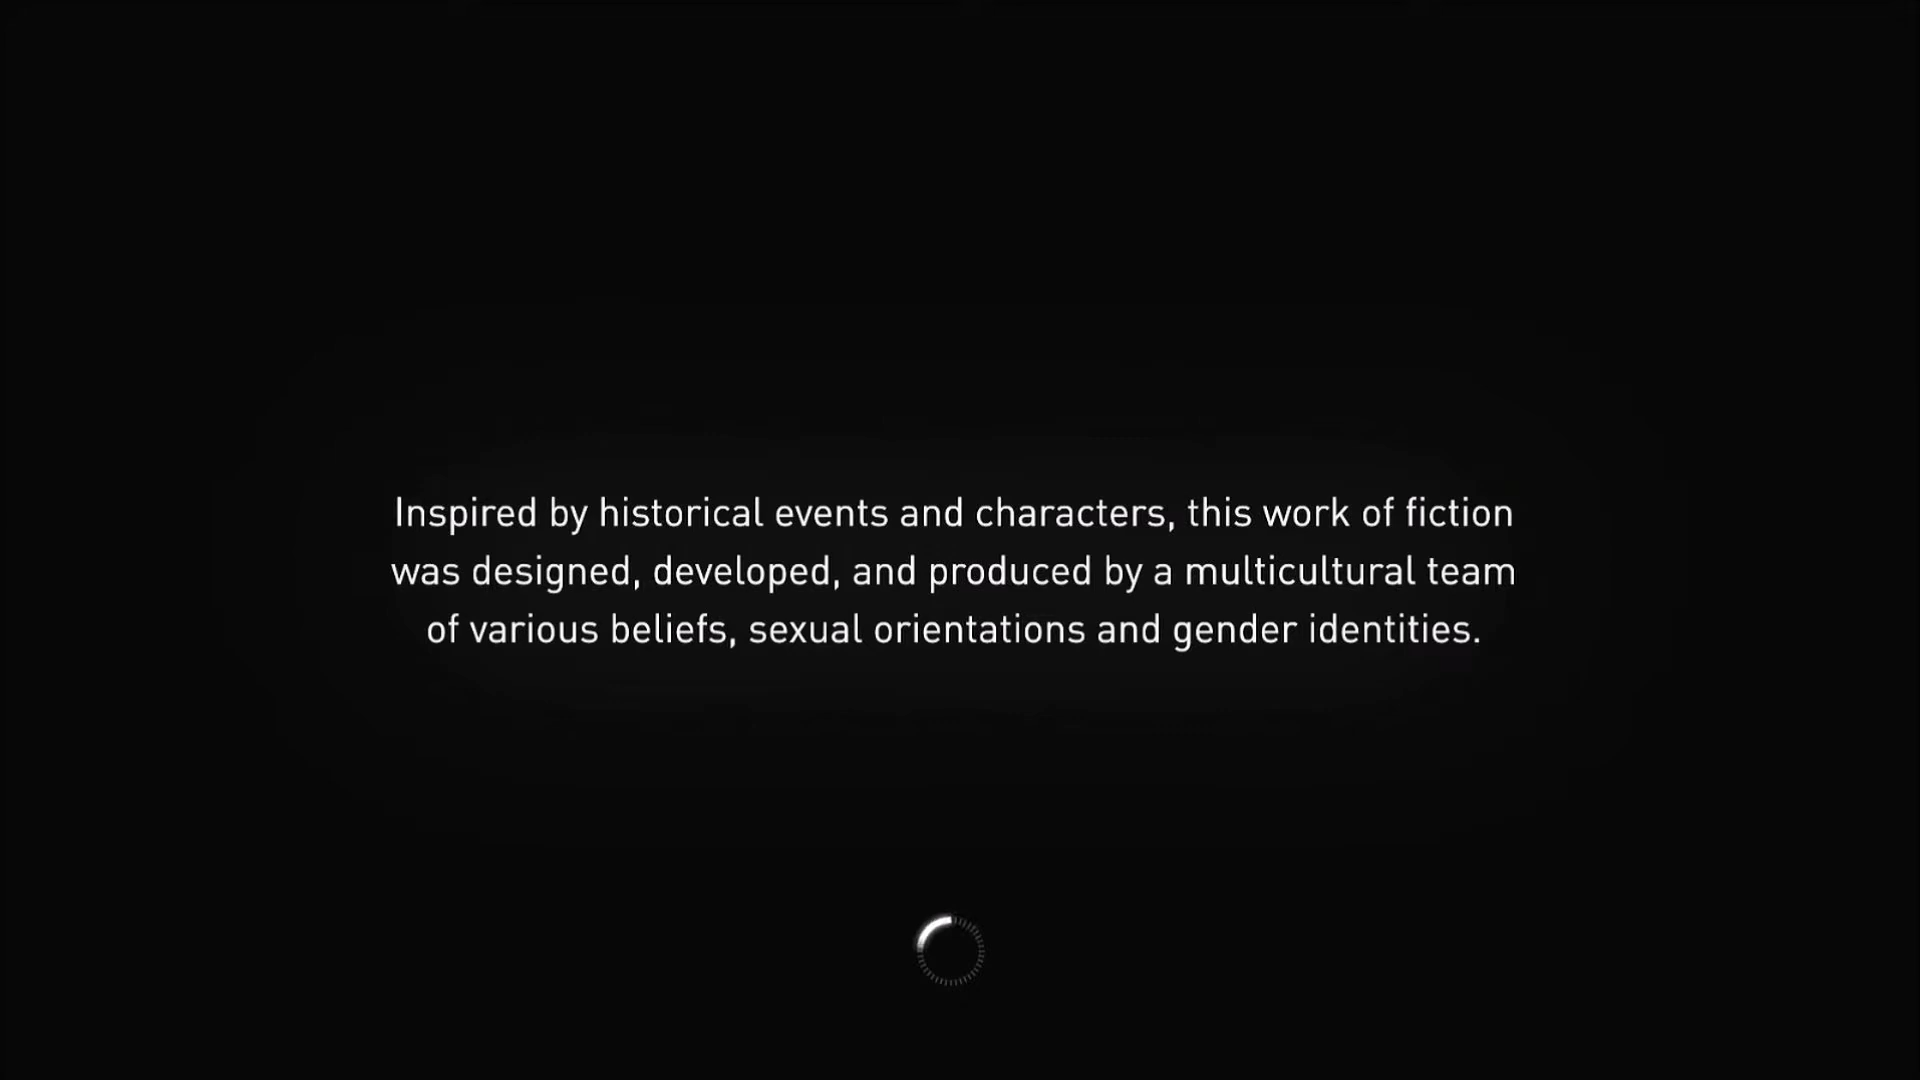 Inspired by historical events and characters, this work of fiction
was designed, developed, and produced by a multicultural team
of various beliefs, sexual orientations and gender identities.